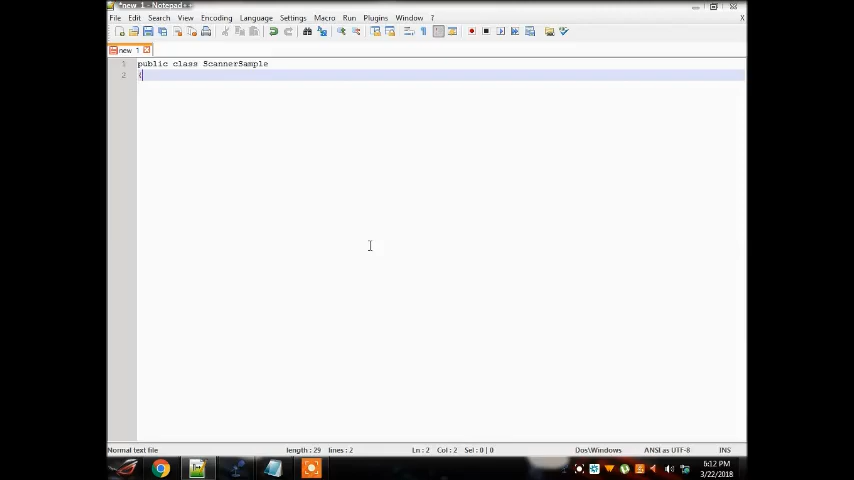 *new 1 - Notepad++
File Edit Search View Encoding Language Settings Macro Run Plugins Window ?
X
new 1
1 public class ScannerSample
2 {
Normal text file length : 29 lines : 2 Ln : 2 Col : 2 Sel : 0 | 0 Dos\Windows ANSI as UTF-8 INS
6:12 PM
3/22/2018